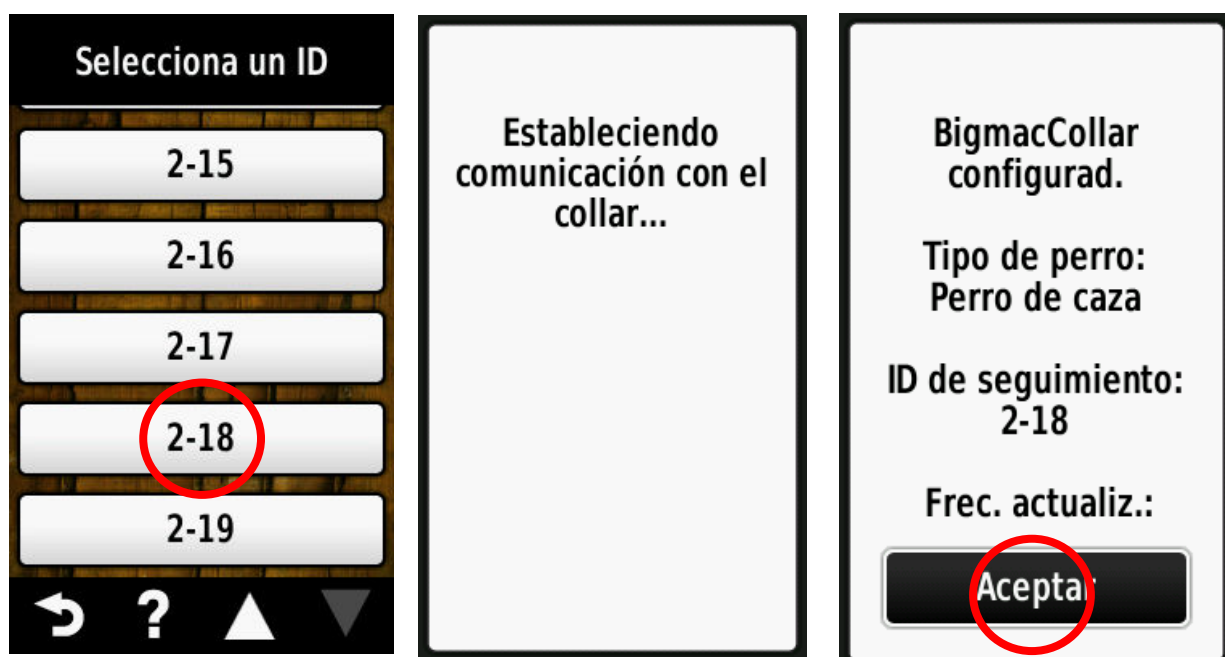 Selecciona un ID
2-15
2-16
2-17
2-18
2-19
?
Estableciendo
comunicación con el
collar...
BigmacCollar
configurad.
Tipo de perro:
Perro de caza
ID de seguimiento:
2-18
Frec. actualiz.:
Aceptar